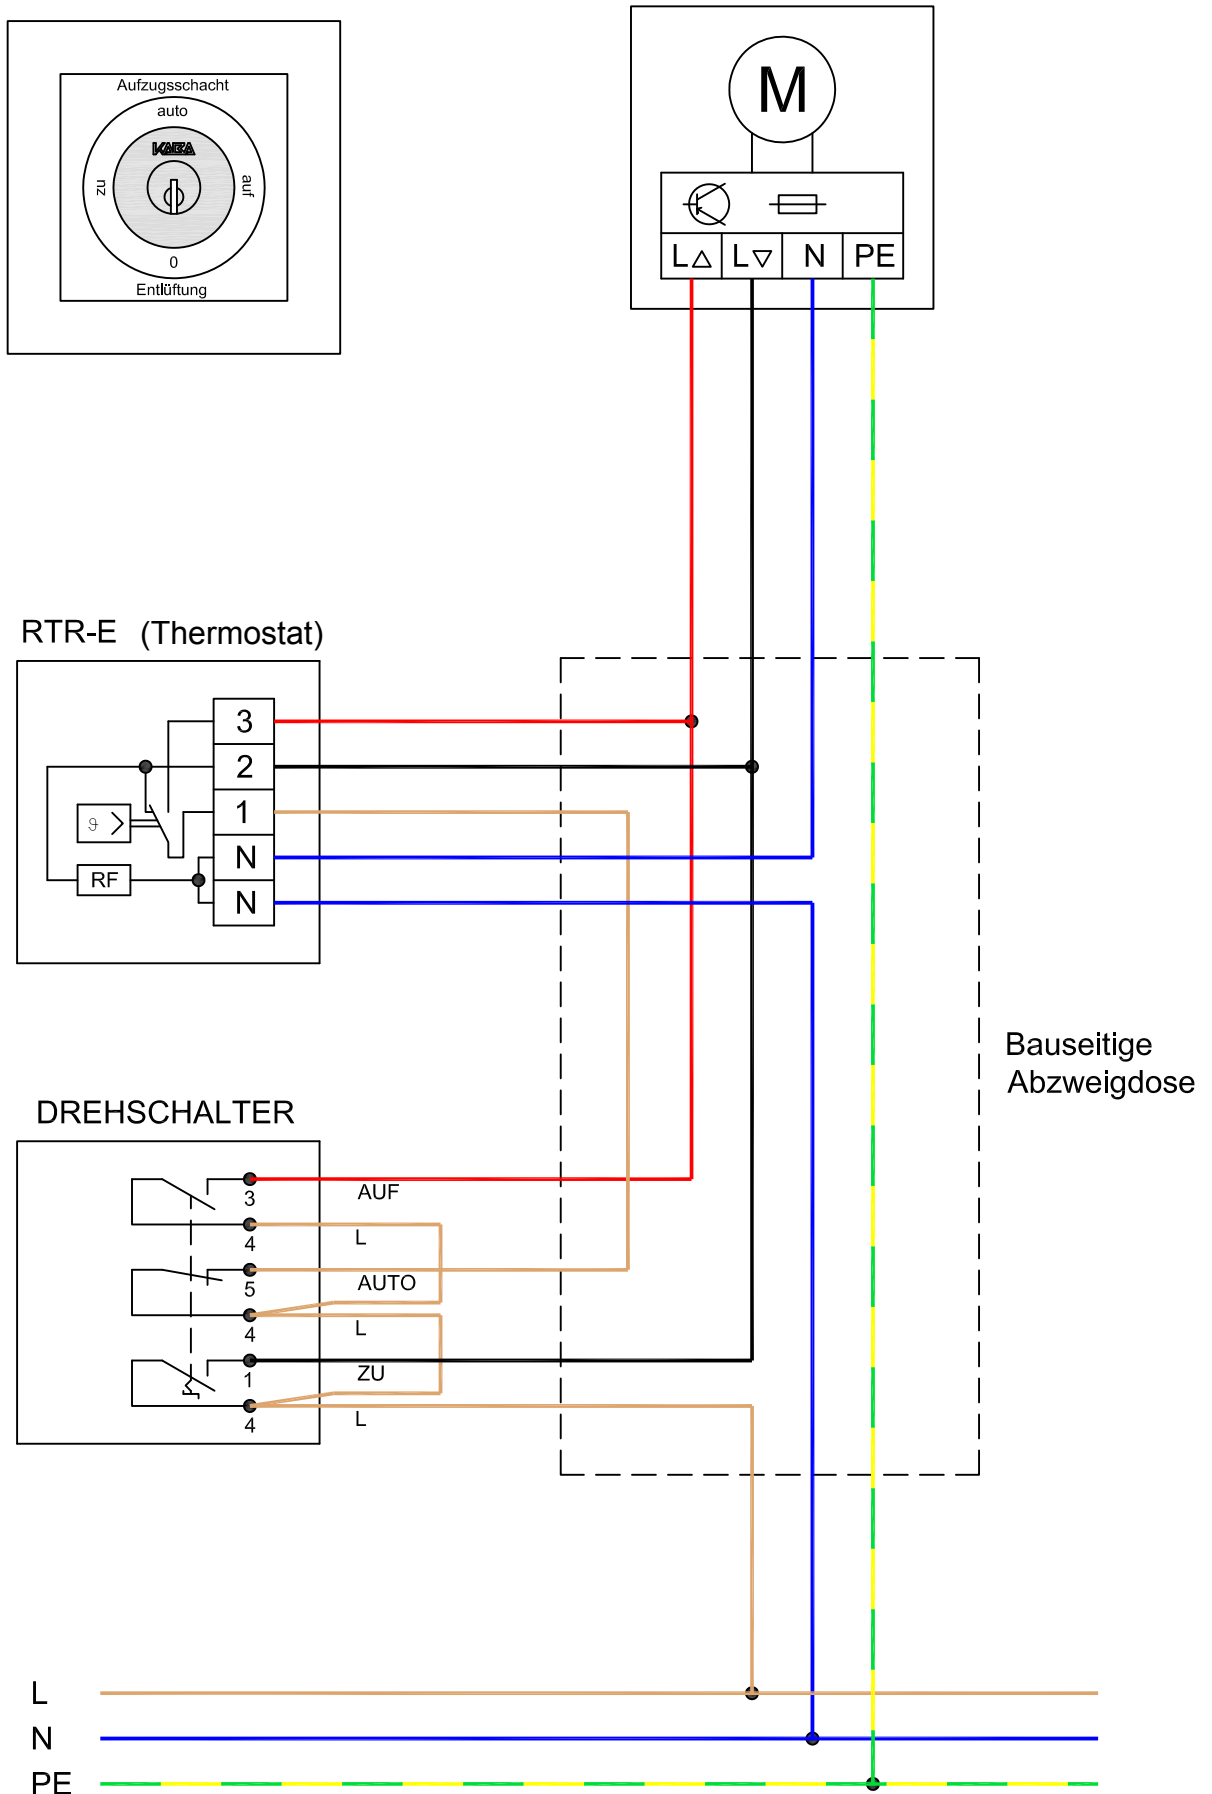 Aufzugsschacht
auto
KABA
zu
auf
0
Entlüftung
M
L△ L▽ N PE
RTR-E (Thermostat)
3
2
1
N
N
ϑ >
RF
Bauseitige
Abzweigdose
DREHSCHALTER
3
AUF
4
L
5
AUTO
4
L
1
ZU
4
L
L
N
PE